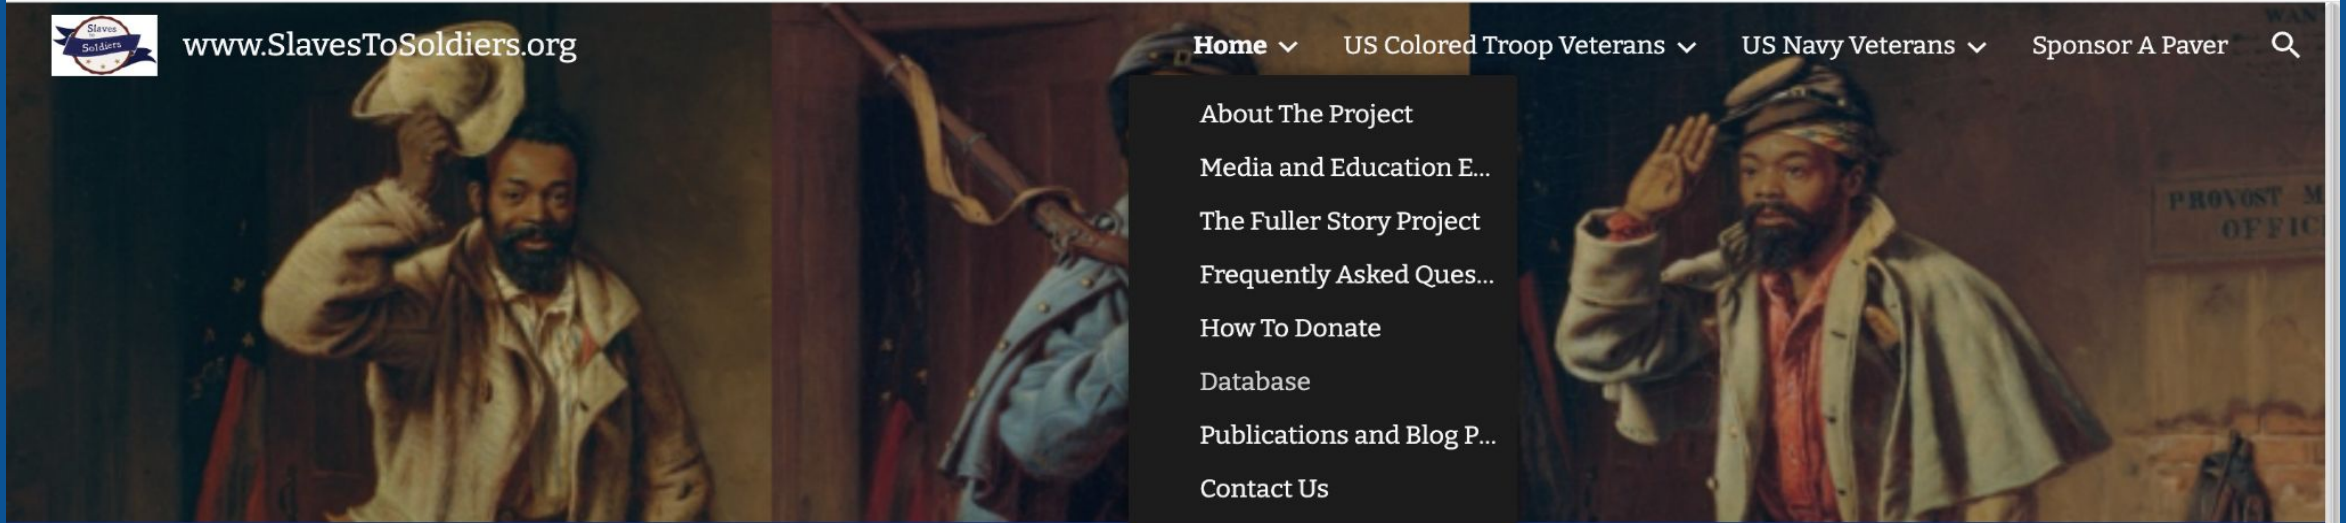 Slaves
to
Soldiers
www.SlavesToSoldiers.org
Home
US Colored Troop Veterans
US Navy Veterans
Sponsor A Paver
About The Project
Media and Education E...
The Fuller Story Project
Frequently Asked Ques...
How To Donate
Database
Publications and Blog P...
Contact Us
WAN
PROVOST M
OFFIC